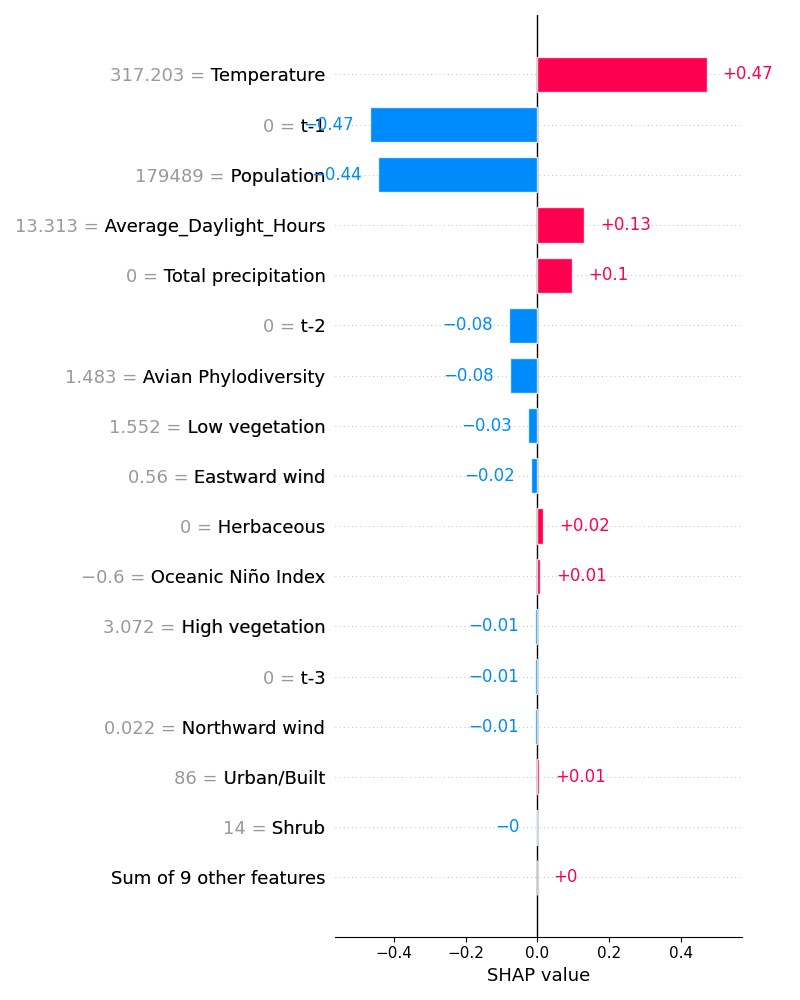 317.203 = Temperature +0.47
0 = t-1 −0.47
179489 = Population −0.44
13.313 = Average_Daylight_Hours +0.13
0 = Total precipitation +0.1
0 = t-2 −0.08
1.483 = Avian Phylodiversity −0.08
1.552 = Low vegetation −0.03
0.56 = Eastward wind −0.02
0 = Herbaceous +0.02
−0.6 = Oceanic Niño Index +0.01
3.072 = High vegetation −0.01
0 = t-3 −0.01
0.022 = Northward wind −0.01
86 = Urban/Built +0.01
14 = Shrub −0
Sum of 9 other features +0
−0.4 −0.2 0.0 0.2 0.4
SHAP value